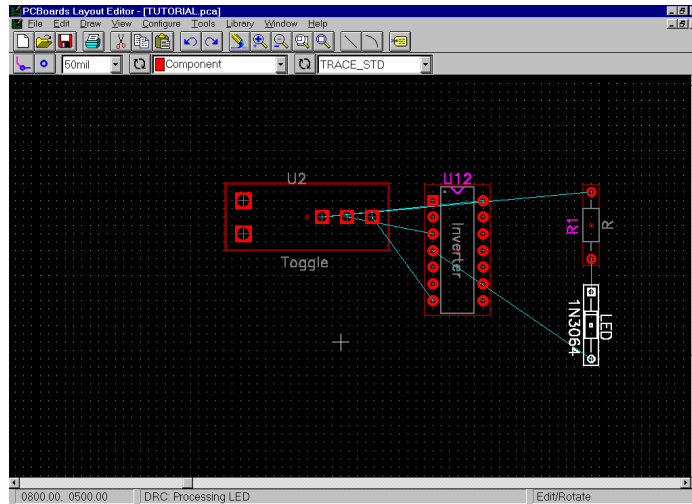 PCBoards Layout Editor - [TUTORIAL.pca]
File Edit Draw View Configure Tools Library Window Help
50mil Component TRACE_STD
U2
U12
Inverter
R1
R
Toggle
LED
1N3064
0800.00, 0500.00 DRC: Processing LED Edit/Rotate